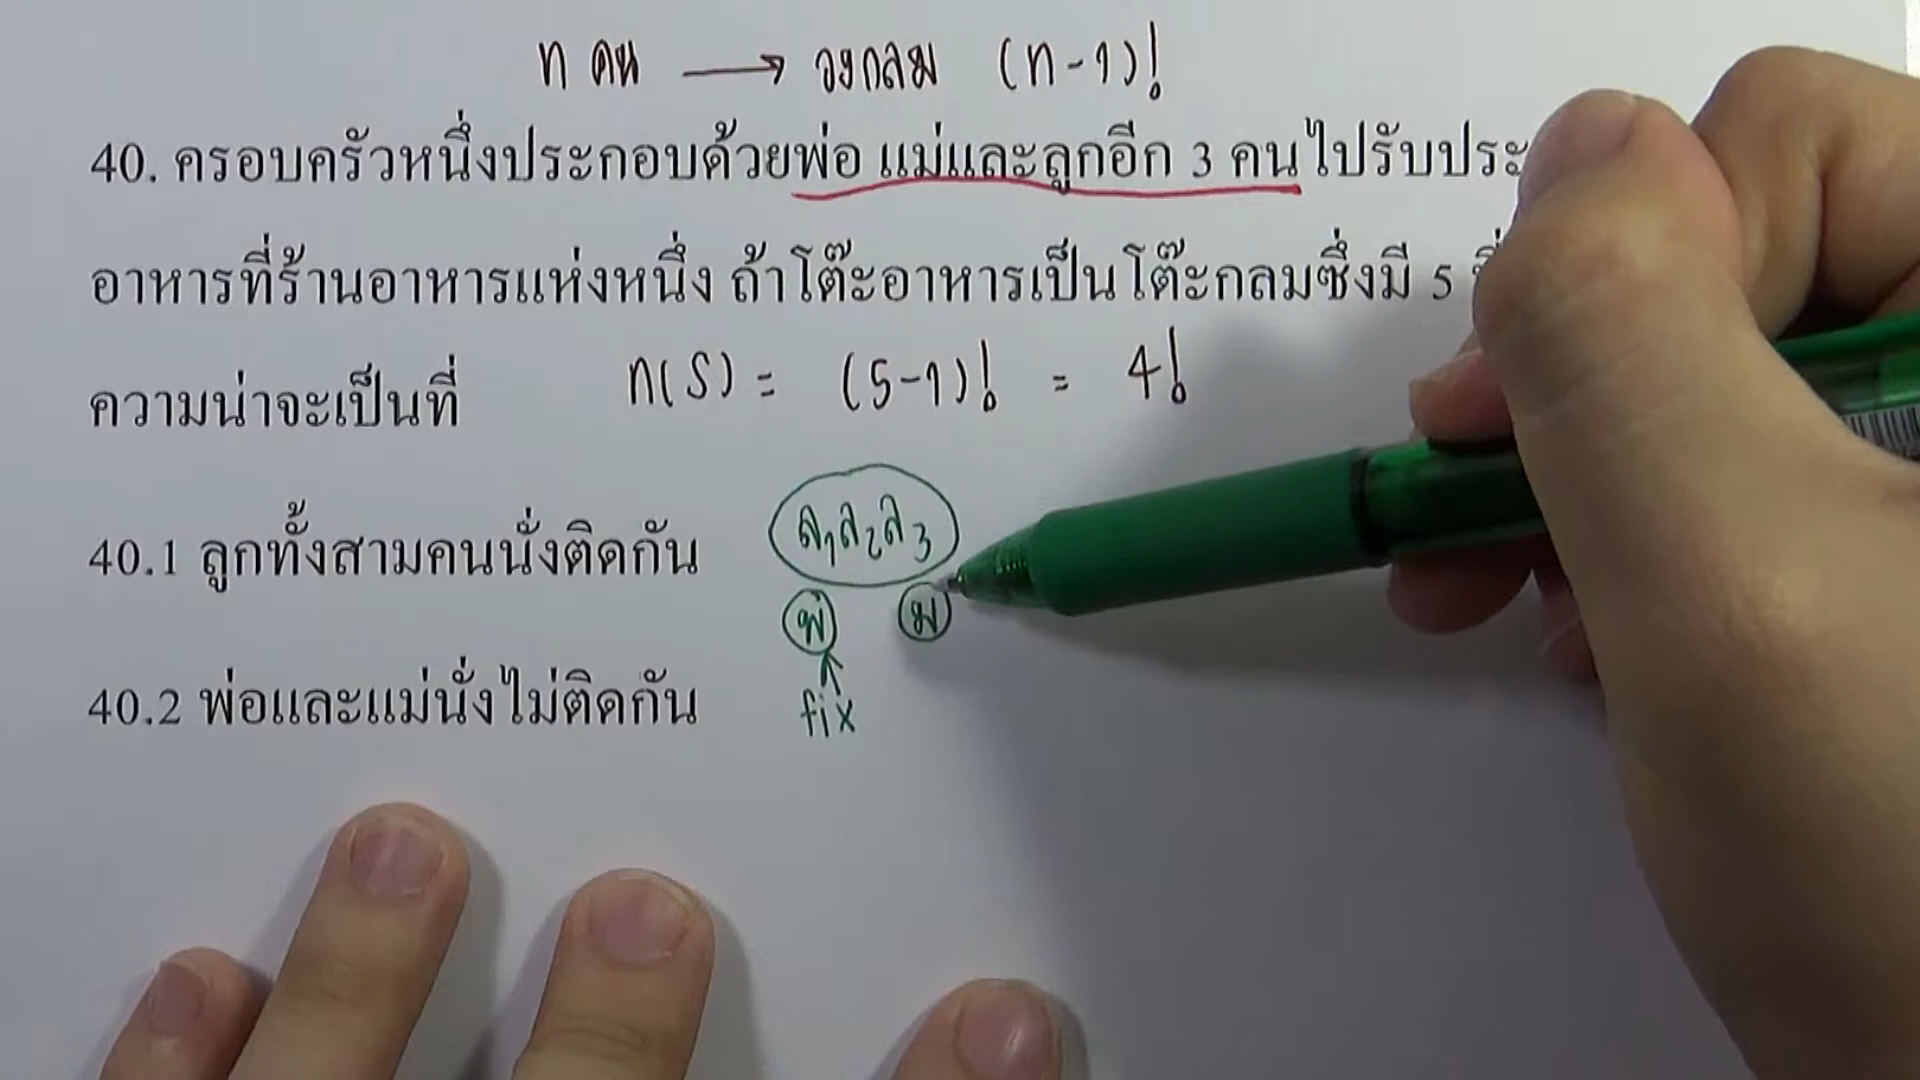 n คน → วงกลม (n-1)!
40. ครอบครัวหนึ่งประกอบด้วยพ่อ แม่และลูกอีก 3 คนไปรับประ
อาหารที่ร้านอาหารแห่งหนึ่ง ถ้าโต๊ะอาหารเป็นโต๊ะกลมซึ่งมี 5
ความน่าจะเป็นที่ n(S) = (5-1)! = 4!
40.1 ลูกทั้งสามคนนั่งติดกัน ล1ล2ล3
พ่ ม
40.2 พ่อและแม่นั่งไม่ติดกัน fix